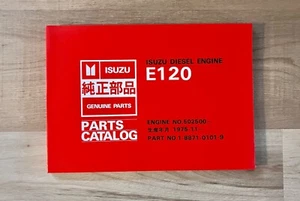 ISUZU
純正部品
GENUINE PARTS
PARTS
CATALOG
ISUZU DIESEL ENGINE
E120
ENGINE NO.
PART NO.